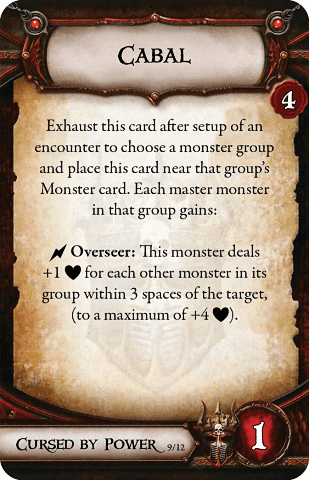 CABAL
4
Exhaust this card after setup of an
encounter to choose a monster group
and place this card near that group's
Monster card. Each master monster
in that group gains:
Overseer: This monster deals
+1 ♥ for each other monster in its
group within 3 spaces of the target,
(to a maximum of +4 ♥).
CURSED BY POWER 9/12
1